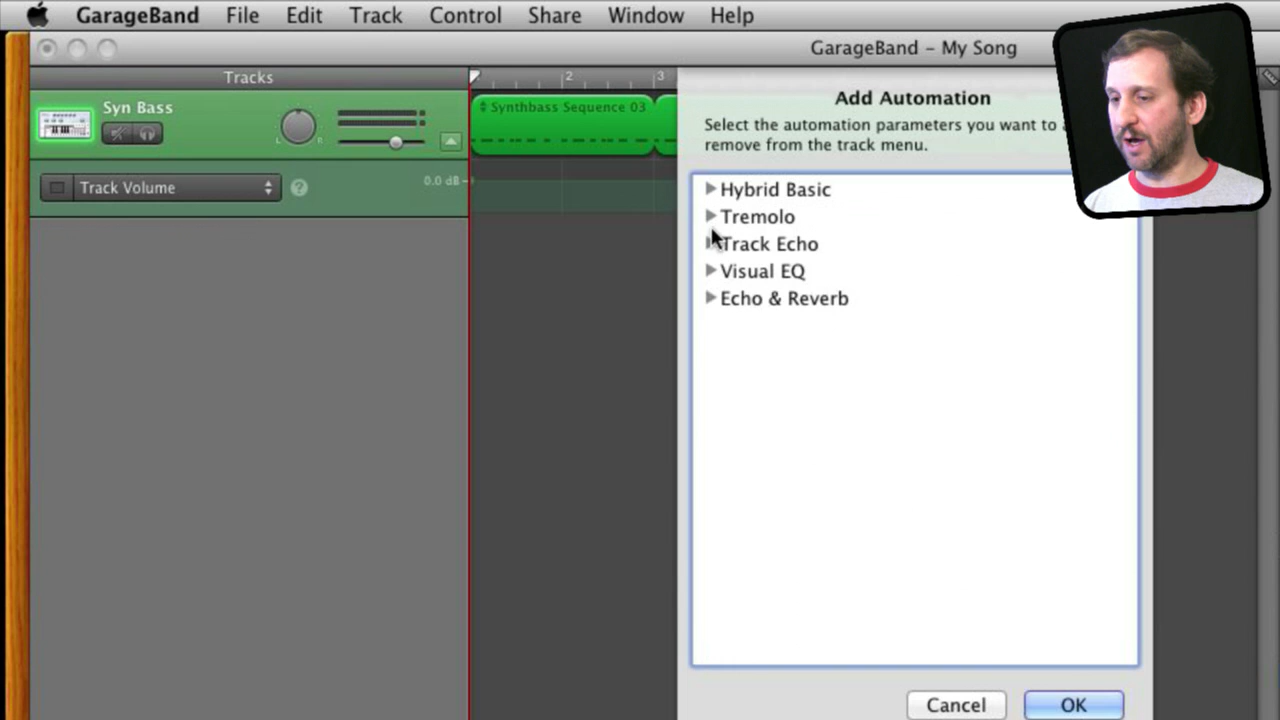 GarageBand File Edit Track Control Share Window Help
GarageBand – My Song
Tracks
2 3
Syn Bass
L R
Synthbass Sequence 03
Track Volume
0.0 dB
Add Automation
Select the automation parameters you want to
remove from the track menu.
Hybrid Basic
Tremolo
Track Echo
Visual EQ
Echo & Reverb
Cancel OK